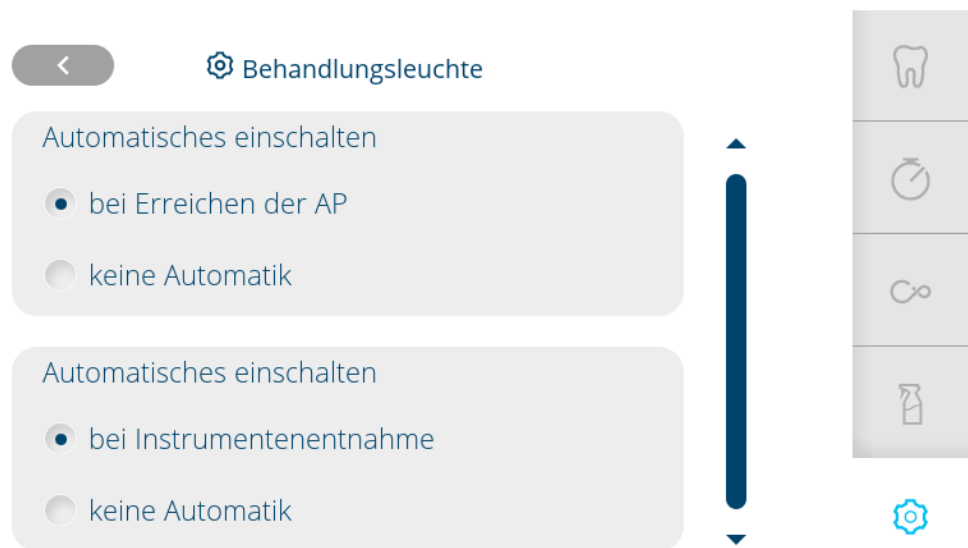 Behandlungsleuchte
Automatisches einschalten
bei Erreichen der AP
keine Automatik
Automatisches einschalten
bei Instrumentenentnahme
keine Automatik